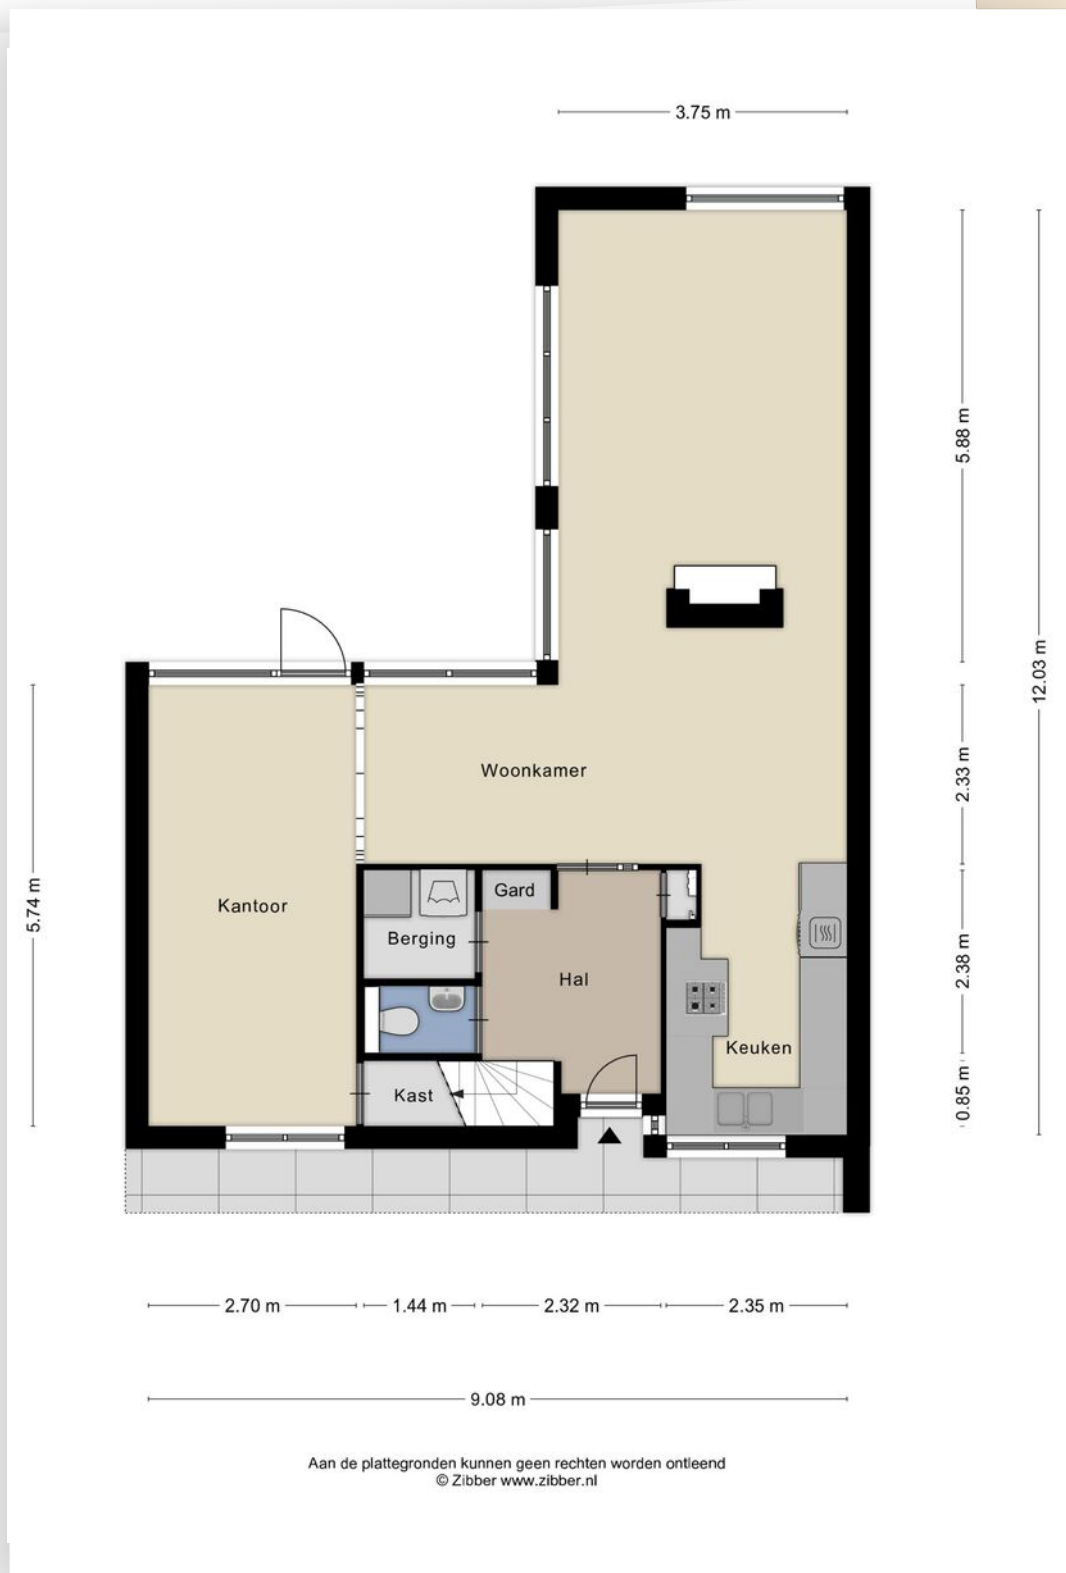 3.75 m
5.88 m
12.03 m
Woonkamer
2.33 m
Kantoor
5.74 m
Gard
Berging
Hal
2.38 m
Keuken
Kast
0.85 m
2.70 m
1.44 m
2.32 m
2.35 m
9.08 m
Aan de plattegronden kunnen geen rechten worden ontleend
© Zibber www.zibber.nl